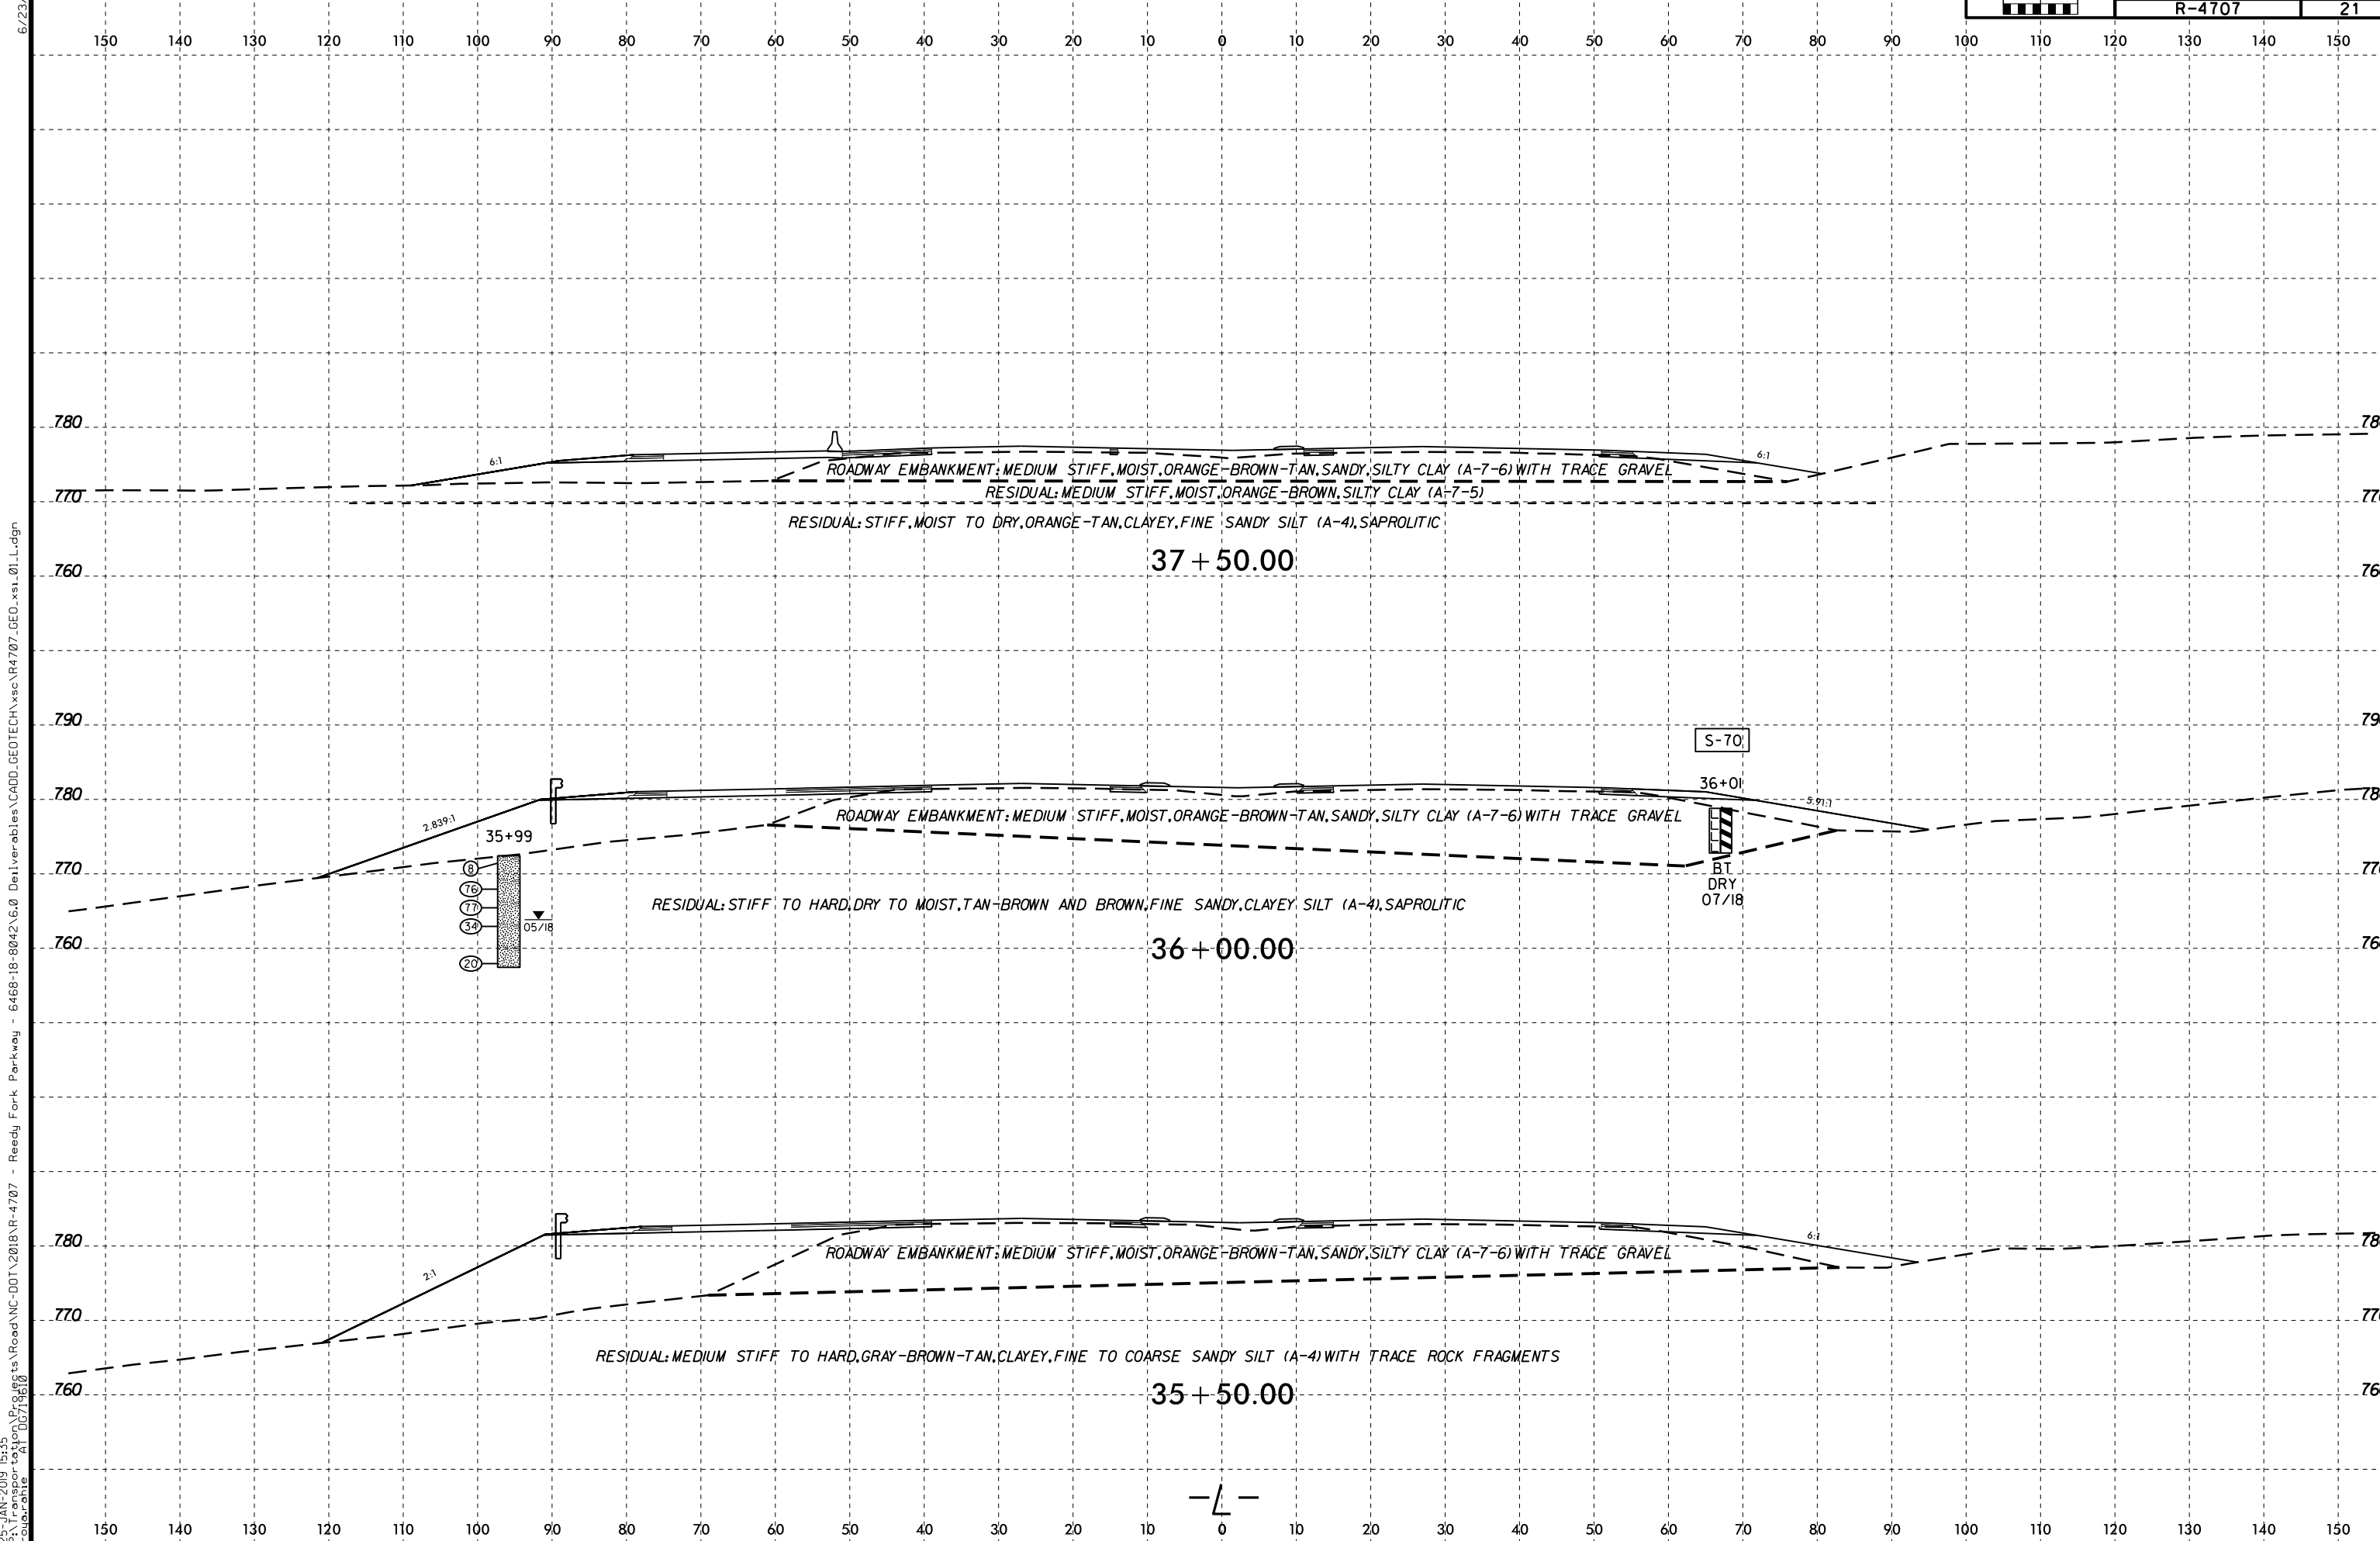 R-4707 21
150 140 130 120 110 100 90 80 70 60 50 40 30 20 10 0 10 20 30 40 50 60 70 80 90 100 110 120 130 140 150
780
6:1
6:1
ROADWAY EMBANKMENT: MEDIUM STIFF, MOIST, ORANGE-BROWN-TAN, SANDY, SILTY CLAY (A-7-6) WITH TRACE GRAVEL
770
RESIDUAL: MEDIUM STIFF, MOIST, ORANGE-BROWN, SILTY CLAY (A-7-5)
RESIDUAL: STIFF, MOIST TO DRY, ORANGE-TAN, CLAYEY, FINE SANDY SILT (A-4), SAPROLITIC
37+50.00
760
790
S-70
780
36+01
5.91:1
2.839:1
35+99
ROADWAY EMBANKMENT: MEDIUM STIFF, MOIST, ORANGE-BROWN-TAN, SANDY, SILTY CLAY (A-7-6) WITH TRACE GRAVEL
770
8
76
77
34
20
05/18
BT
DRY
07/18
RESIDUAL: STIFF TO HARD, DRY TO MOIST, TAN-BROWN AND BROWN, FINE SANDY, CLAYEY SILT (A-4), SAPROLITIC
36+00.00
760
780
6:1
2:1
ROADWAY EMBANKMENT: MEDIUM STIFF, MOIST, ORANGE-BROWN-TAN, SANDY, SILTY CLAY (A-7-6) WITH TRACE GRAVEL
770
RESIDUAL: MEDIUM STIFF TO HARD, GRAY-BROWN-TAN, CLAYEY, FINE TO COARSE SANDY SILT (A-4) WITH TRACE ROCK FRAGMENTS
35+50.00
760
-L-
150 140 130 120 110 100 90 80 70 60 50 40 30 20 10 0 10 20 30 40 50 60 70 80 90 100 110 120 130 140 150